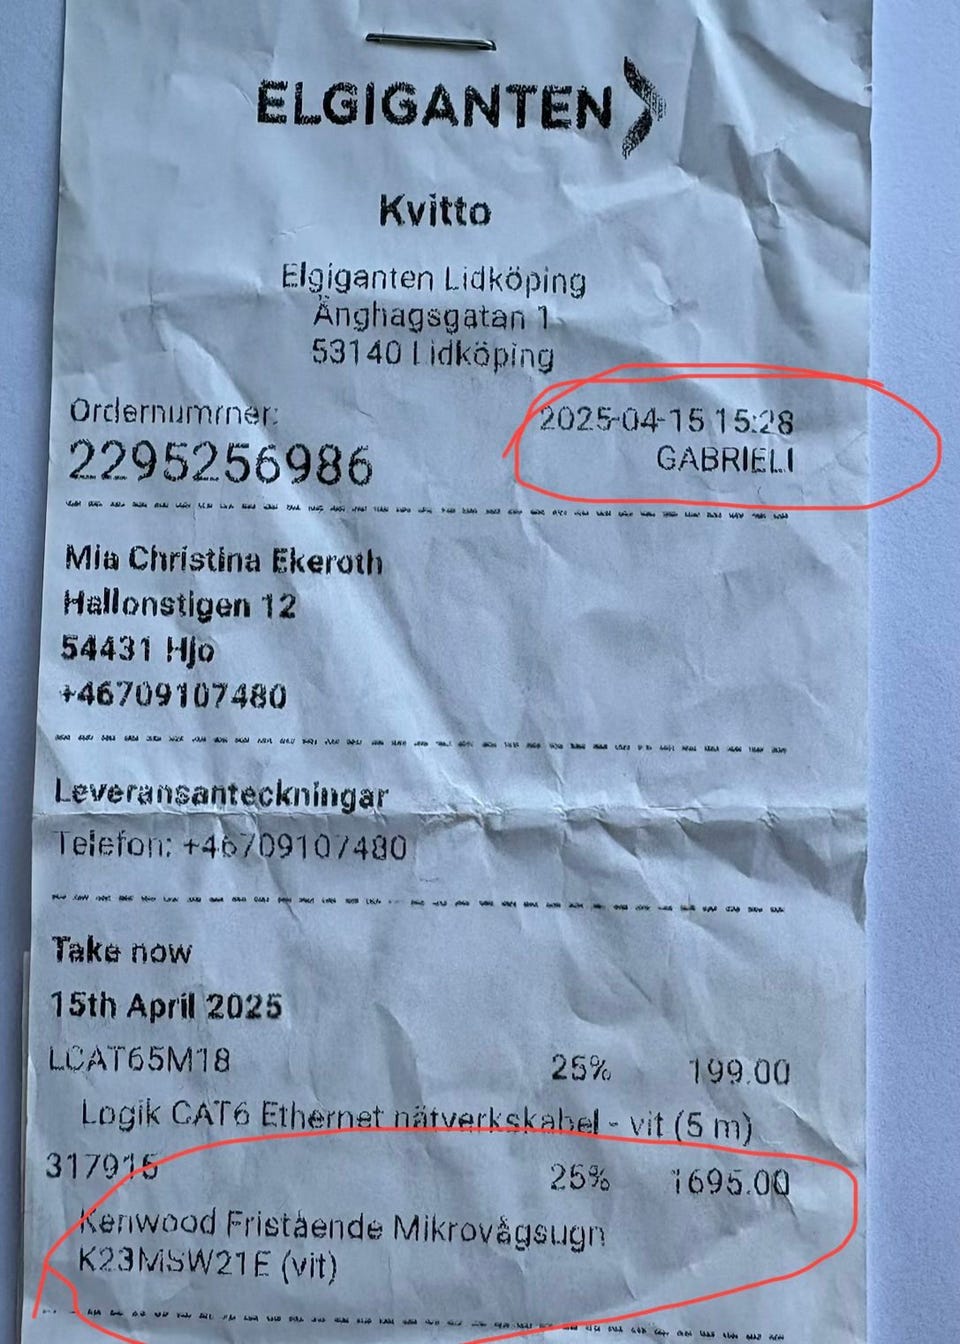 ELGIGANTEN
Kvitto
Elgiganten Lidköping
Änghagsgatan 1
53140 Lidköping
Ordernummer:
2295256986
2025-04-15 15:28
GABRIELI
Mia Christina Ekeroth
Hallonstigen 12
54431 Hjo
+46709107480
Leveransanteckningar
Telefon: +46709107480
Take now
15th April 2025
LCAT65M18 25% 199.00
Logik CAT6 Ethernet nätverkskabel - vit (5 m)
317915 25% 1695.00
Kenwood Fristående Mikrovågsugn
K23MSW21E (vit)